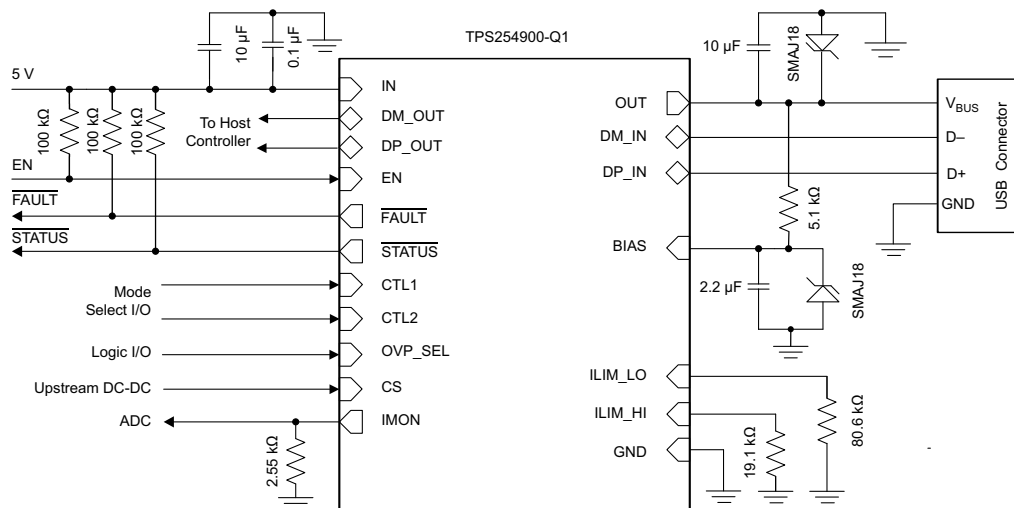 TPS254900-Q1
10 µF
0.1 µF
5 V
100 kΩ
100 kΩ
100 kΩ
To Host
Controller
EN
FAULT
STATUS
Mode
Select I/O
Logic I/O
Upstream DC-DC
ADC
2.55 kΩ
IN
DM_OUT
DP_OUT
EN
FAULT
STATUS
CTL1
CTL2
OVP_SEL
CS
IMON
OUT
DM_IN
DP_IN
BIAS
ILIM_LO
ILIM_HI
GND
10 µF
SMAJ18
5.1 kΩ
2.2 µF
SMAJ18
19.1 kΩ
80.6 kΩ
VBUS
D–
D+
GND
USB Connector